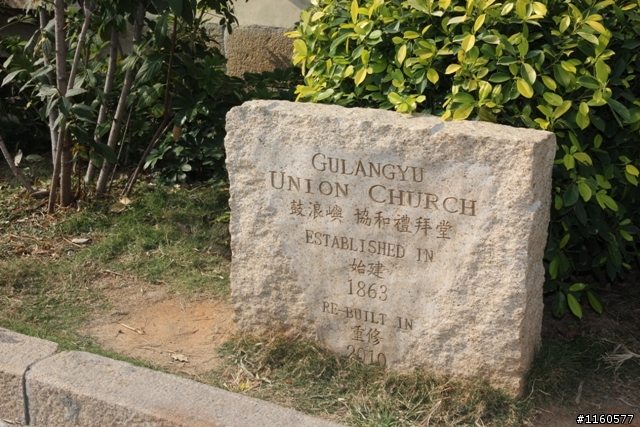 GULANGYU
UNION CHURCH
鼓浪嶼 協和禮拜堂
ESTABLISHED IN
始建
1863
RE-BUILT IN
重修
2010
#1160577